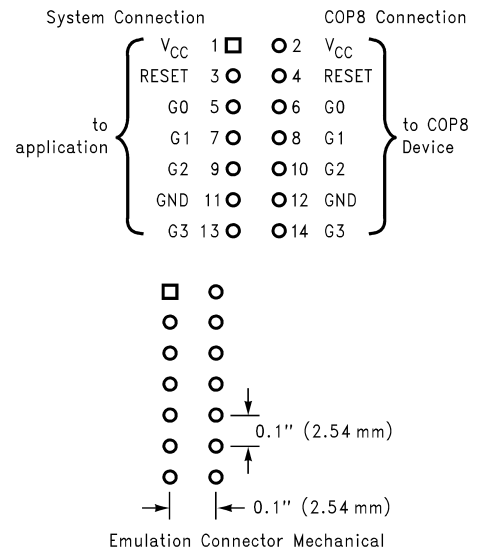 System Connection COP8 Connection
VCC 1 2 VCC
RESET 3 4 RESET
G0 5 6 G0
to application
G1 7 8 G1
to COP8 Device
G2 9 10 G2
GND 11 12 GND
G3 13 14 G3
0.1" (2.54 mm)
0.1" (2.54 mm)
Emulation Connector Mechanical